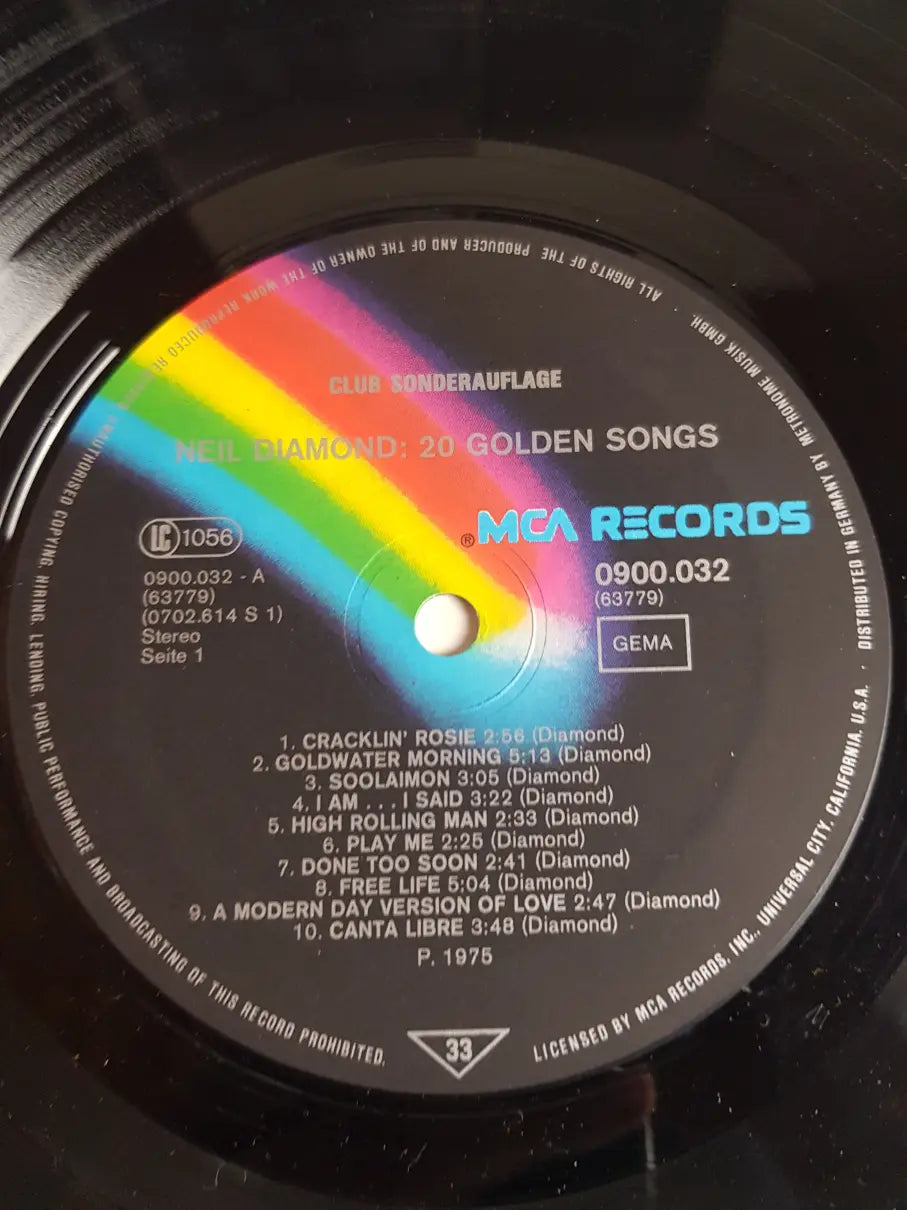 CLUB SONDERAUFLAGE
NEIL DIAMOND: 20 GOLDEN SONGS
®MCA RECORDS
LC 1056
0900.032 - A
(63779)
(0702.614 S 1)
Stereo
Seite 1
0900.032
(63779)
GEMA
1. CRACKLIN' ROSIE 2:56 (Diamond)
2. GOLDWATER MORNING 5:13 (Diamond)
3. SOOLAIMON 3:05 (Diamond)
4. I AM . . . I SAID 3:22 (Diamond)
5. HIGH ROLLING MAN 2:33 (Diamond)
6. PLAY ME 2:25 (Diamond)
7. DONE TOO SOON 2:41 (Diamond)
8. FREE LIFE 5:04 (Diamond)
9. A MODERN DAY VERSION OF LOVE 2:47 (Diamond)
10. CANTA LIBRE 3:48 (Diamond)
P. 1975
33
ALL RIGHTS OF THE PRODUCER AND OF THE OWNER OF THE WORK REPRODUCED RESERVED. UNAUTHORISED COPYING, HIRING, LENDING, PUBLIC PERFORMANCE AND BROADCASTING OF THIS RECORD PROHIBITED.
LICENSED BY MCA RECORDS, INC., UNIVERSAL CITY, CALIFORNIA, U.S.A. · DISTRIBUTED IN GERMANY BY METRONOME MUSIK GMBH.